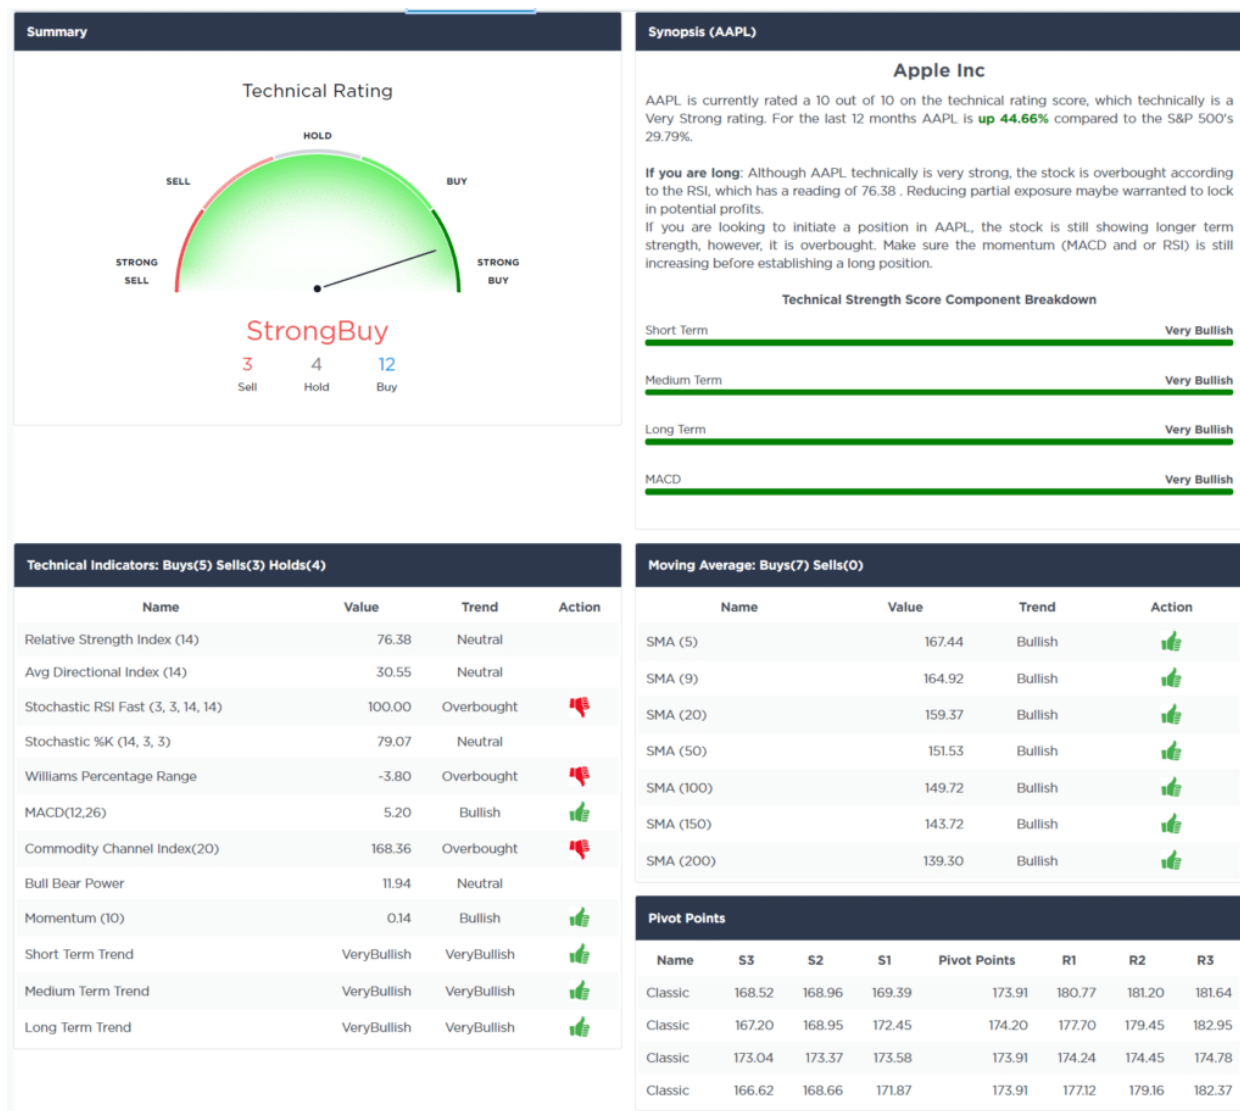 Summary
Technical Rating
HOLD
SELL
BUY
STRONG SELL
STRONG BUY
StrongBuy
3 4 12
Sell Hold Buy
Synopsis (AAPL)
Apple Inc
AAPL is currently rated a 10 out of 10 on the technical rating score, which technically is a
Very Strong rating. For the last 12 months AAPL is up 44.66% compared to the S&P 500's
29.79%.
If you are long: Although AAPL technically is very strong, the stock is overbought according
to the RSI, which has a reading of 76.38 . Reducing partial exposure maybe warranted to lock
in potential profits.
If you are looking to initiate a position in AAPL, the stock is still showing longer term
strength, however, it is overbought. Make sure the momentum (MACD and or RSI) is still
increasing before establishing a long position.
Technical Strength Score Component Breakdown
Short Term Very Bullish
Medium Term Very Bullish
Long Term Very Bullish
MACD Very Bullish
Technical Indicators: Buys(5) Sells(3) Holds(4)
Name Value Trend Action
Relative Strength Index (14) 76.38 Neutral
Avg Directional Index (14) 30.55 Neutral
Stochastic RSI Fast (3, 3, 14, 14) 100.00 Overbought
Stochastic %K (14, 3, 3) 79.07 Neutral
Williams Percentage Range -3.80 Overbought
MACD(12,26) 5.20 Bullish
Commodity Channel Index(20) 168.36 Overbought
Bull Bear Power 11.94 Neutral
Momentum (10) 0.14 Bullish
Short Term Trend VeryBullish VeryBullish
Medium Term Trend VeryBullish VeryBullish
Long Term Trend VeryBullish VeryBullish
Moving Average: Buys(7) Sells(0)
Name Value Trend Action
SMA (5) 167.44 Bullish
SMA (9) 164.92 Bullish
SMA (20) 159.37 Bullish
SMA (50) 151.53 Bullish
SMA (100) 149.72 Bullish
SMA (150) 143.72 Bullish
SMA (200) 139.30 Bullish
Pivot Points
Name S3 S2 S1 Pivot Points R1 R2 R3
Classic 168.52 168.96 169.39 173.91 180.77 181.20 181.64
Classic 167.20 168.95 172.45 174.20 177.70 179.45 182.95
Classic 173.04 173.37 173.58 173.91 174.24 174.45 174.78
Classic 166.62 168.66 171.87 173.91 177.12 179.16 182.37